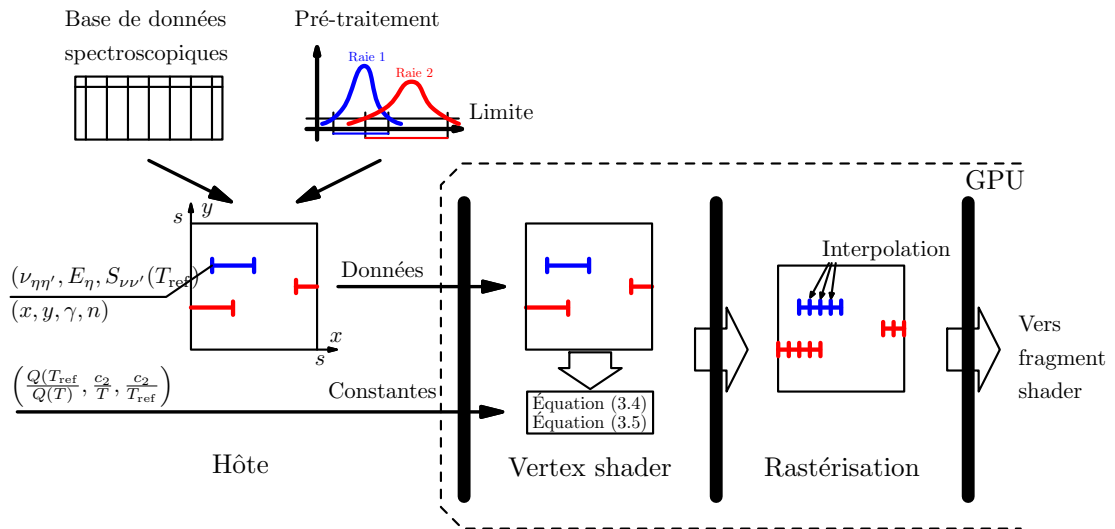 Base de données
spectroscopiques
Pré-traitement
Raie 1
Raie 2
Limite
GPU
s
y
x
s
(ν_{ηη′}, E_η, S_{νν′}(T_ref)
(x, y, γ, n)
Données
(Q(T_ref/Q(T), c_2/T, c_2/T_ref)
Constantes
Équation (3.4)
Équation (3.5)
Interpolation
Vers
fragment
shader
Hôte
Vertex shader
Rastérisation